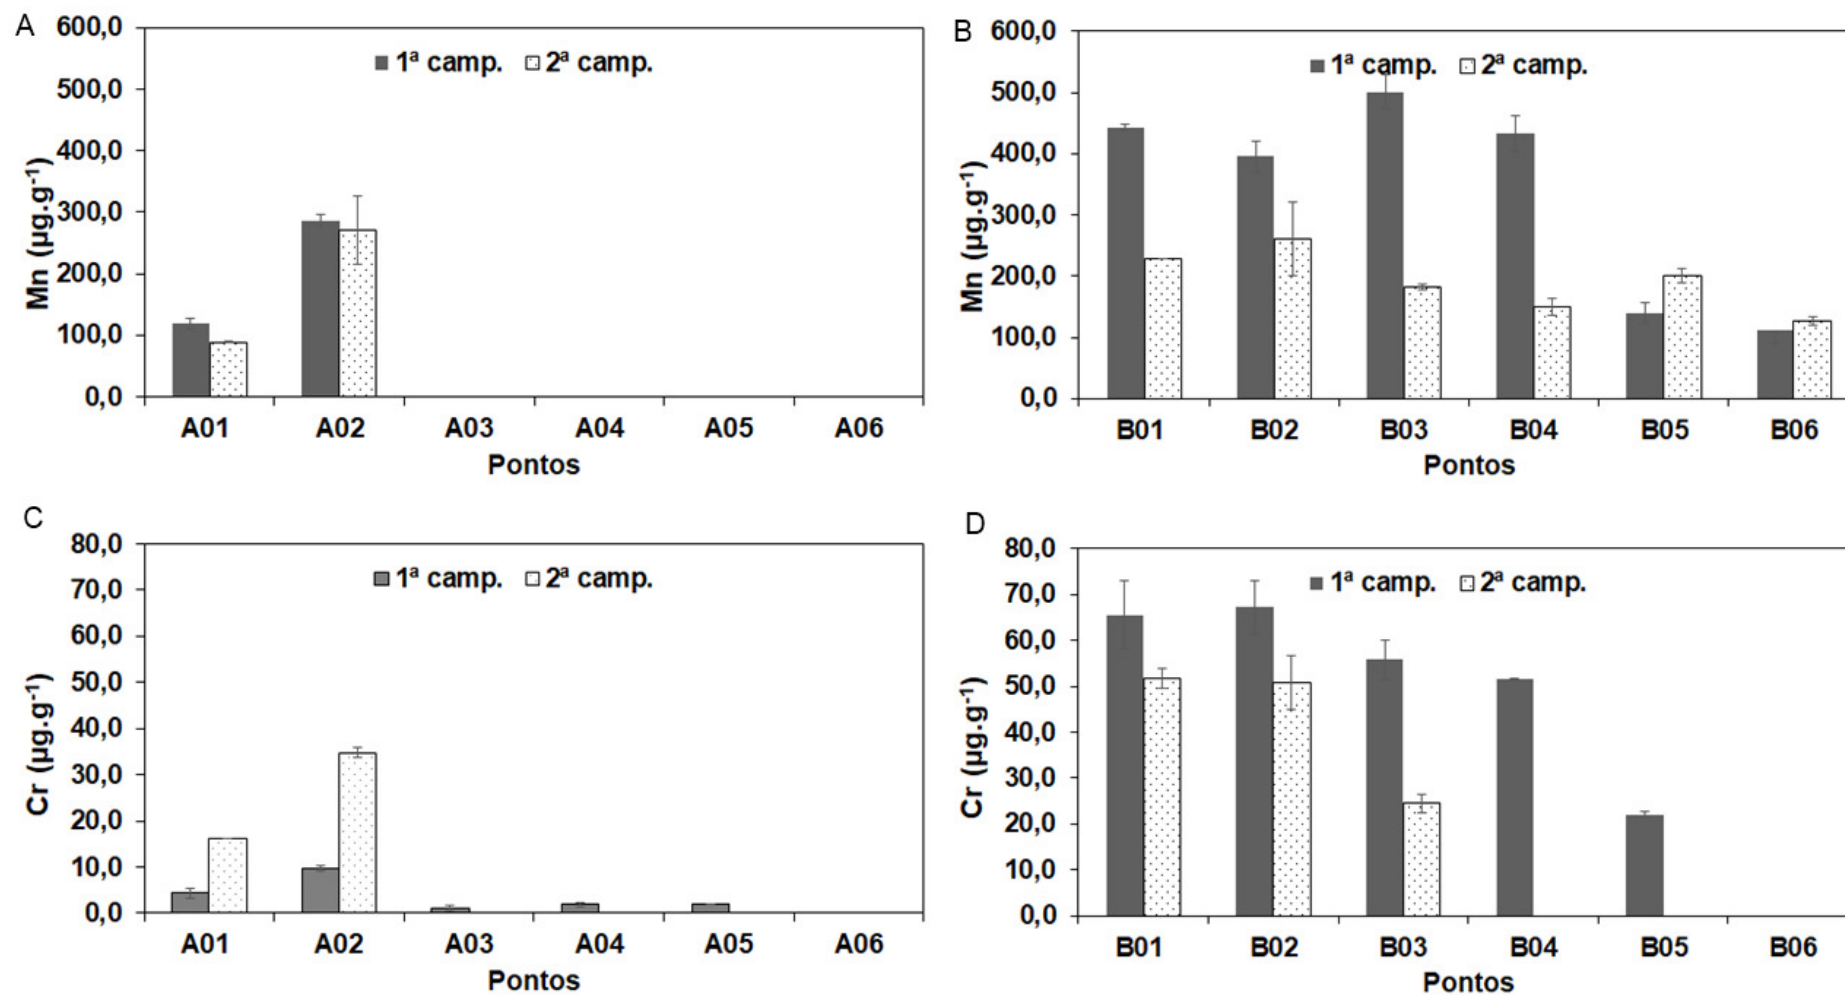 A
600,0
500,0
400,0
300,0
200,0
100,0
0,0
Mn (µg.g-1)
1ª camp. 2ª camp.
A01 A02 A03 A04 A05 A06
Pontos
B
600,0
500,0
400,0
300,0
200,0
100,0
0,0
Mn (µg.g-1)
1ª camp. 2ª camp.
B01 B02 B03 B04 B05 B06
Pontos
C
80,0
70,0
60,0
50,0
40,0
30,0
20,0
10,0
0,0
Cr (µg.g-1)
1ª camp. 2ª camp.
A01 A02 A03 A04 A05 A06
Pontos
D
80,0
70,0
60,0
50,0
40,0
30,0
20,0
10,0
0,0
Cr (µg.g-1)
1ª camp. 2ª camp.
B01 B02 B03 B04 B05 B06
Pontos